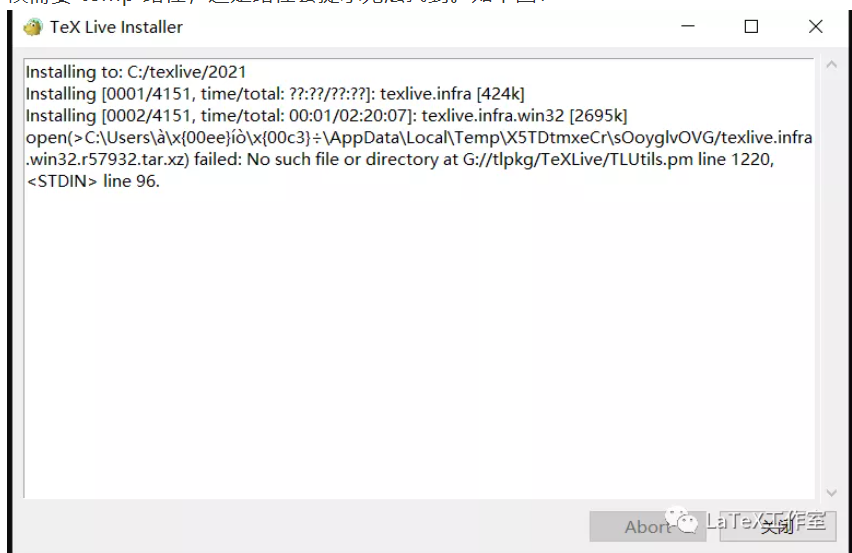 TeX Live Installer
Installing to: C:/texlive/2021
Installing [0001/4151, time/total: ??:??/??:??]: texlive.infra [424k]
Installing [0002/4151, time/total: 00:01/02:20:07]: texlive.infra.win32 [2695k]
open(>C:\Users\à\x{00ee}íò\x{00c3}÷\AppData\Local\Temp\X5TDtmxeCr\sOoyglvOVG/texlive.infra
.win32.r57932.tar.xz) failed: No such file or directory at G://tlpkg/TeXLive/TLUtils.pm line 1220,
<STDIN> line 96.
Abort
关闭
LaTeX工作室